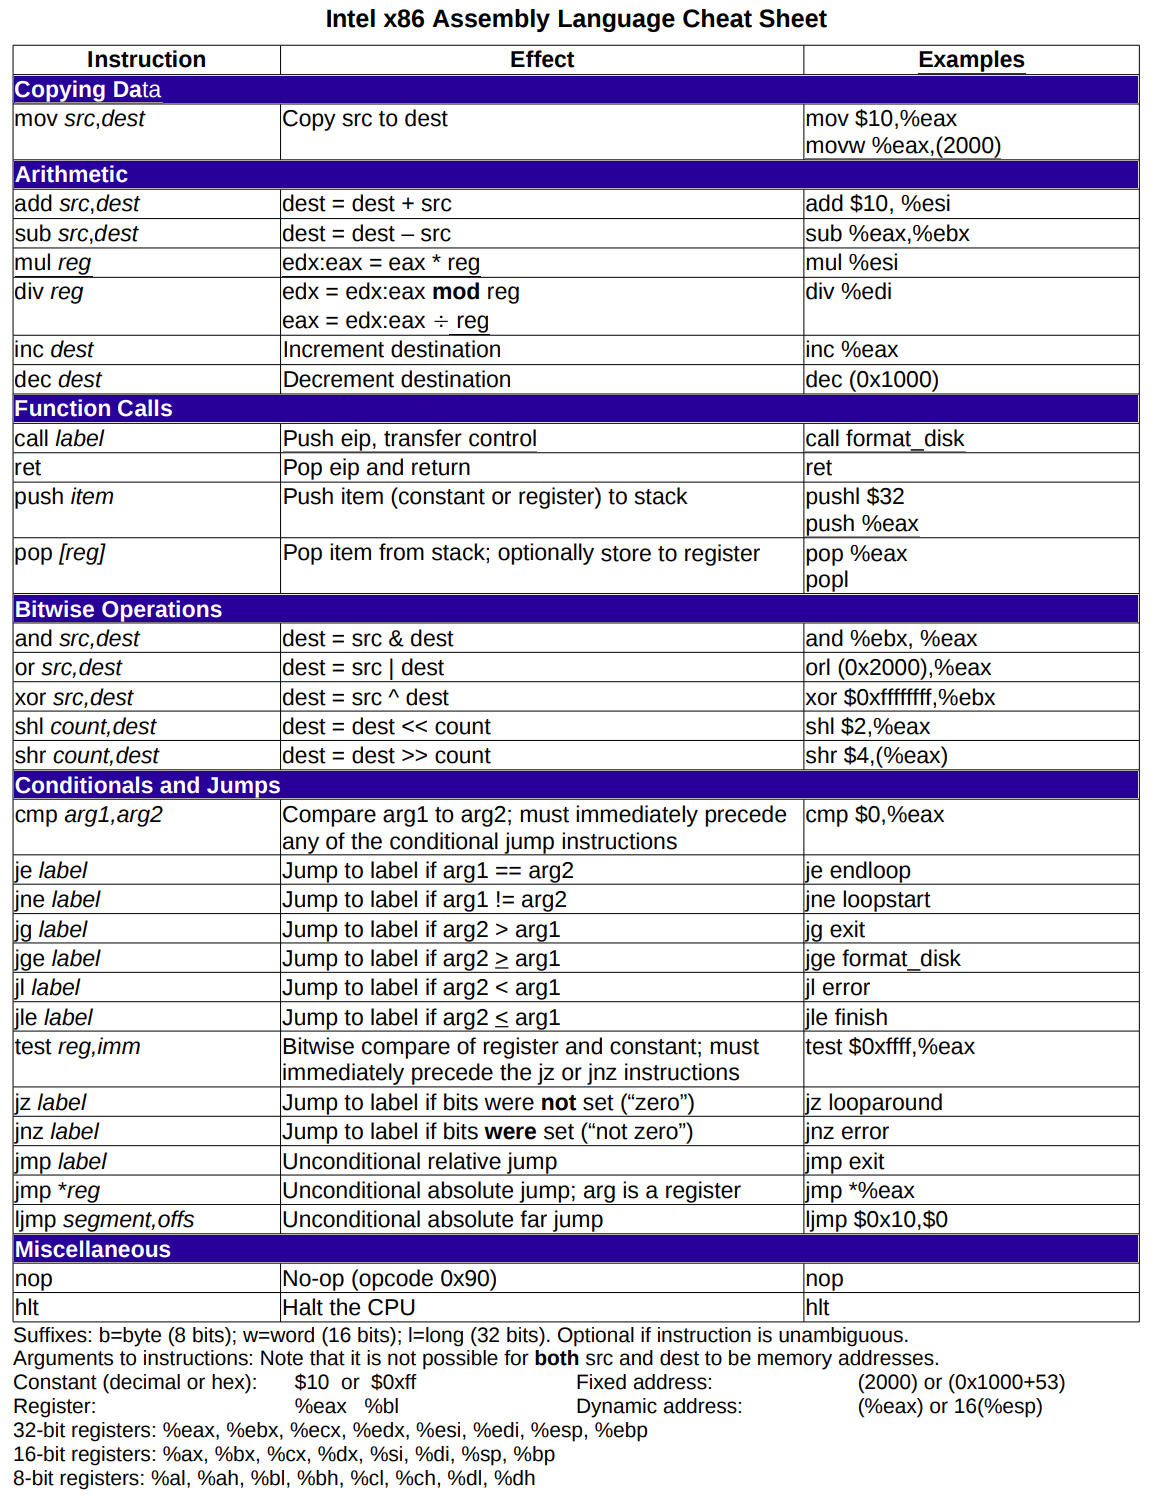 Intel x86 Assembly Language Cheat Sheet
Instruction Effect Examples
Copying Data
mov src,dest Copy src to dest mov $10,%eax
movw %eax,(2000)
Arithmetic
add src,dest dest = dest + src add $10, %esi
sub src,dest dest = dest – src sub %eax,%ebx
mul reg edx:eax = eax * reg mul %esi
div reg edx = edx:eax mod reg div %edi
eax = edx:eax ÷ reg
inc dest Increment destination inc %eax
dec dest Decrement destination dec (0x1000)
Function Calls
call label Push eip, transfer control call format_disk
ret Pop eip and return ret
push item Push item (constant or register) to stack pushl $32
push %eax
pop [reg] Pop item from stack; optionally store to register pop %eax
popl
Bitwise Operations
and src,dest dest = src & dest and %ebx, %eax
or src,dest dest = src | dest orl (0x2000),%eax
xor src,dest dest = src ^ dest xor $0xffffffff,%ebx
shl count,dest dest = dest << count shl $2,%eax
shr count,dest dest = dest >> count shr $4,(%eax)
Conditionals and Jumps
cmp arg1,arg2 Compare arg1 to arg2; must immediately precede cmp $0,%eax
any of the conditional jump instructions
je label Jump to label if arg1 == arg2 je endloop
jne label Jump to label if arg1 != arg2 jne loopstart
jg label Jump to label if arg2 > arg1 jg exit
jge label Jump to label if arg2 ≥ arg1 jge format_disk
jl label Jump to label if arg2 < arg1 jl error
jle label Jump to label if arg2 ≤ arg1 jle finish
test reg,imm Bitwise compare of register and constant; must test $0xffff,%eax
immediately precede the jz or jnz instructions
jz label Jump to label if bits were not set (“zero”) jz looparound
jnz label Jump to label if bits were set (“not zero”) jnz error
jmp label Unconditional relative jump jmp exit
jmp *reg Unconditional absolute jump; arg is a register jmp *%eax
ljmp segment,offs Unconditional absolute far jump ljmp $0x10,$0
Miscellaneous
nop No-op (opcode 0x90) nop
hlt Halt the CPU hlt
Suffixes: b=byte (8 bits); w=word (16 bits); l=long (32 bits). Optional if instruction is unambiguous.
Arguments to instructions: Note that it is not possible for both src and dest to be memory addresses.
Constant (decimal or hex): $10 or $0xff Fixed address: (2000) or (0x1000+53)
Register: %eax %bl Dynamic address: (%eax) or 16(%esp)
32-bit registers: %eax, %ebx, %ecx, %edx, %esi, %edi, %esp, %ebp
16-bit registers: %ax, %bx, %cx, %dx, %si, %di, %sp, %bp
8-bit registers: %al, %ah, %bl, %bh, %cl, %ch, %dl, %dh